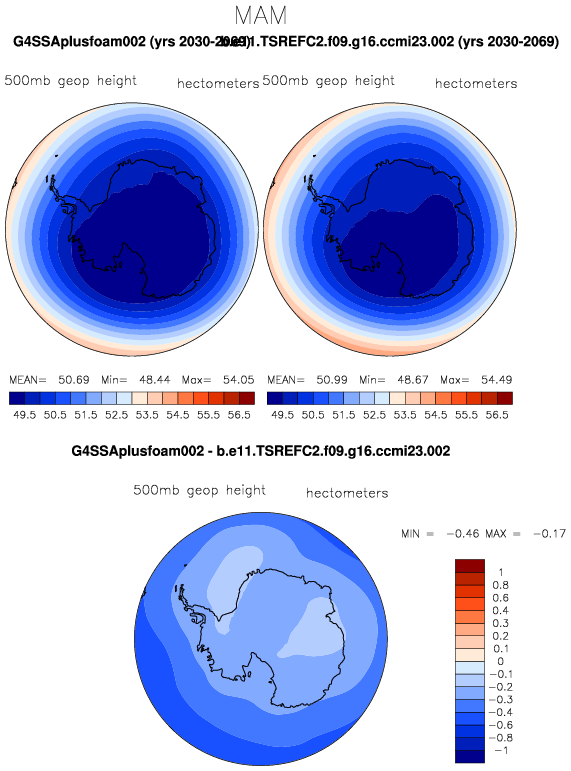 MAM
G4SSAplusfoam002 (yrs 2030-2069) b.e11.TSREFC2.f09.g16.ccmi23.002 (yrs 2030-2069)
500mb geop height hectometers 500mb geop height hectometers
MEAN= 50.69 Min= 48.44 Max= 54.05 MEAN= 50.99 Min= 48.67 Max= 54.49
49.5 50.5 51.5 52.5 53.5 54.5 55.5 56.5 49.5 50.5 51.5 52.5 53.5 54.5 55.5 56.5
G4SSAplusfoam002 - b.e11.TSREFC2.f09.g16.ccmi23.002
500mb geop height hectometers
MIN = -0.46 MAX = -0.17
1
0.8
0.6
0.4
0.3
0.2
0.1
0
-0.1
-0.2
-0.3
-0.4
-0.6
-0.8
-1